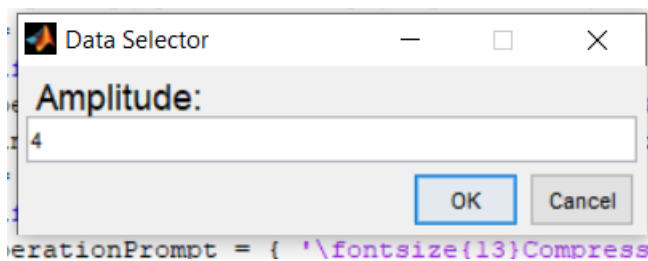 Data Selector
Amplitude:
4
OK Cancel
erationPrompt = { '\fontsize{13}Compress